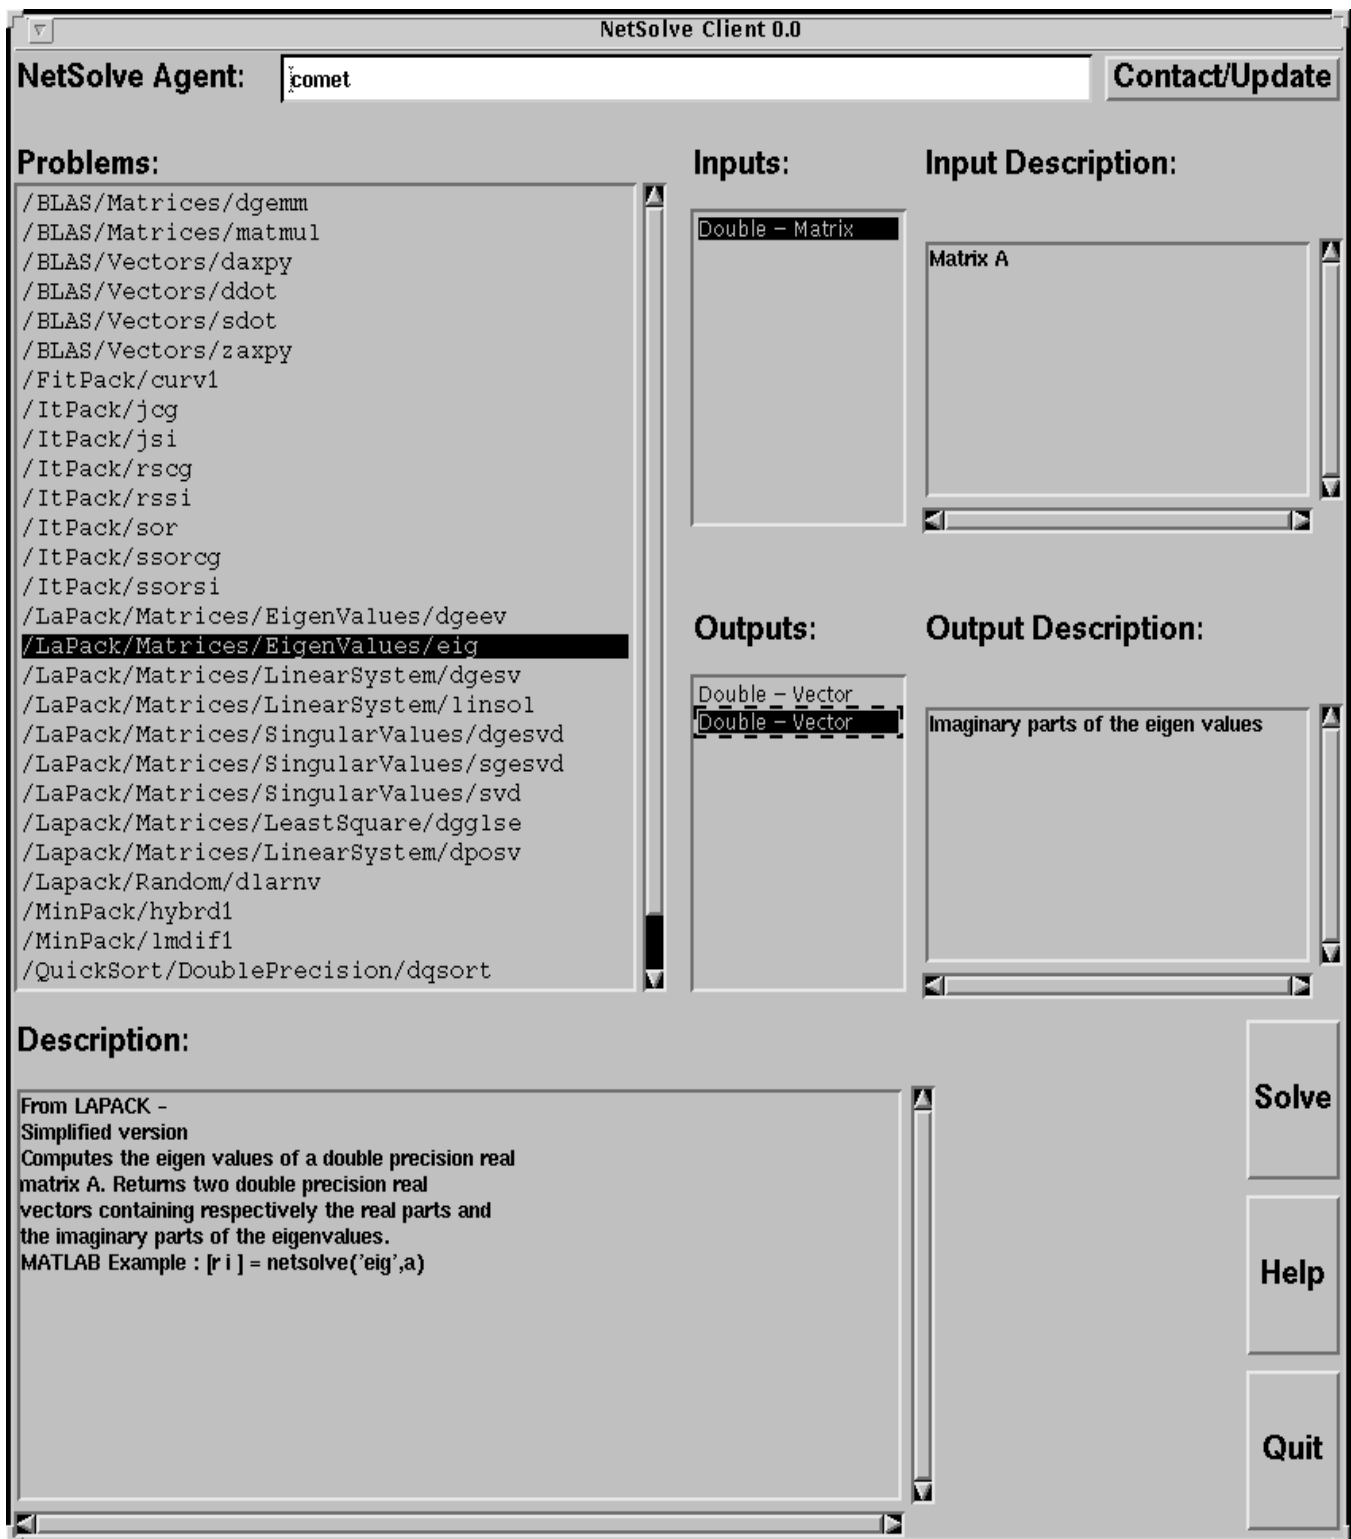 NetSolve Client 0.0
NetSolve Agent: comet Contact/Update
Problems:
/BLAS/Matrices/dgemm
/BLAS/Matrices/matmul
/BLAS/Vectors/daxpy
/BLAS/Vectors/ddot
/BLAS/Vectors/sdot
/BLAS/Vectors/zaxpy
/FitPack/curv1
/ItPack/jcg
/ItPack/jsi
/ItPack/rscg
/ItPack/rssi
/ItPack/sor
/ItPack/ssorcg
/ItPack/ssorsi
/LaPack/Matrices/EigenValues/dgeev
/LaPack/Matrices/EigenValues/eig
/LaPack/Matrices/LinearSystem/dgesv
/LaPack/Matrices/LinearSystem/linsol
/LaPack/Matrices/SingularValues/dgesvd
/LaPack/Matrices/SingularValues/sgesvd
/LaPack/Matrices/SingularValues/svd
/Lapack/Matrices/LeastSquare/dgglse
/Lapack/Matrices/LinearSystem/dposv
/Lapack/Random/dlarnv
/MinPack/hybrd1
/MinPack/lmdif1
/QuickSort/DoublePrecision/dqsort
Inputs:
Double – Matrix
Input Description:
Matrix A
Outputs:
Double – Vector
Double – Vector
Output Description:
Imaginary parts of the eigen values
Description:
From LAPACK -
Simplified version
Computes the eigen values of a double precision real
matrix A. Returns two double precision real
vectors containing respectively the real parts and
the imaginary parts of the eigenvalues.
MATLAB Example : [r i ] = netsolve('eig',a)
Solve
Help
Quit